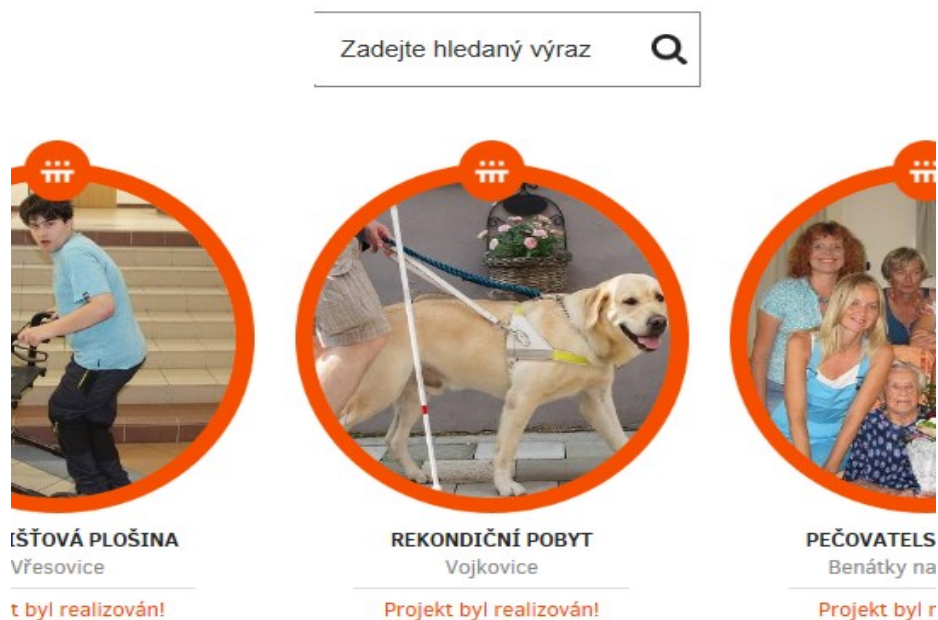 Zadejte hledaný výraz
IŠŤOVÁ PLOŠINA
Vřesovice
t byl realizován!
REKONDIČNÍ POBYT
Vojkovice
Projekt byl realizován!
PEČOVATELS
Benátky na
Projekt byl r